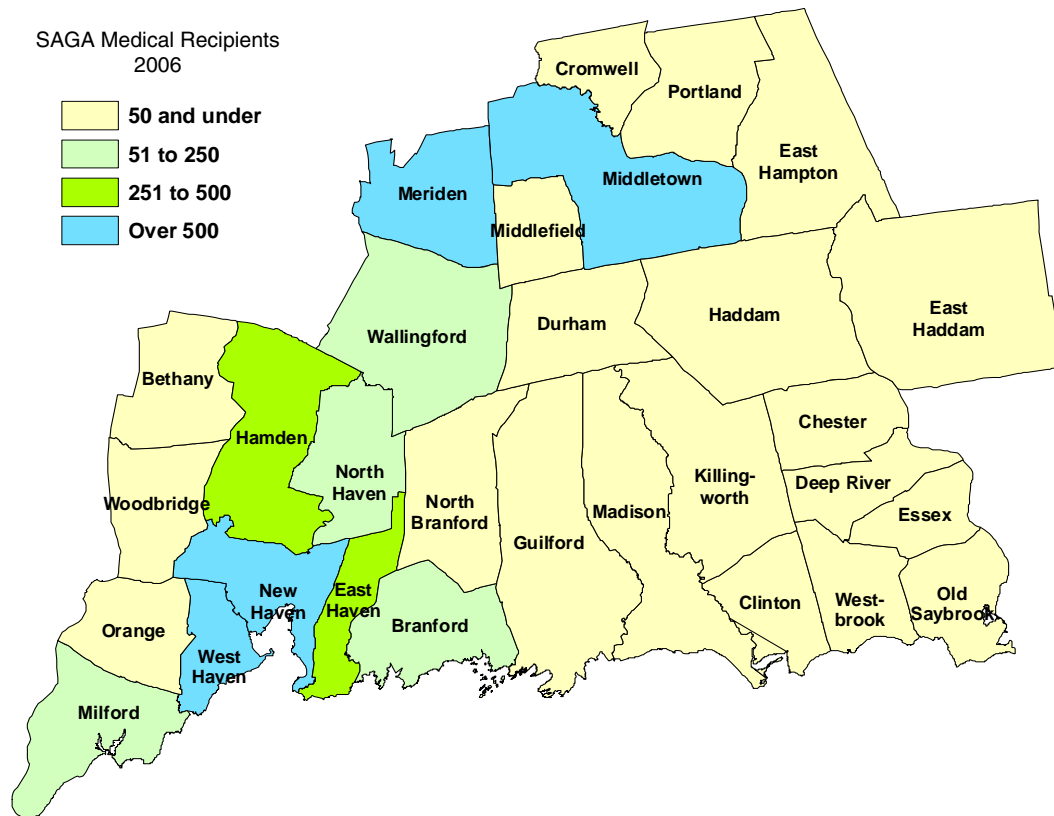 SAGA Medical Recipients
2006
50 and under
51 to 250
251 to 500
Over 500
Cromwell
Portland
East
Hampton
Meriden
Middletown
Middlefield
Wallingford
Durham
Haddam
East
Haddam
Bethany
Hamden
North
Haven
Woodbridge
North
Branford
Guilford
Madison
Killing-
worth
Chester
Deep River
Essex
Old
Saybrook
West-
brook
Clinton
New
Haven
East
Haven
Branford
Orange
West
Haven
Milford